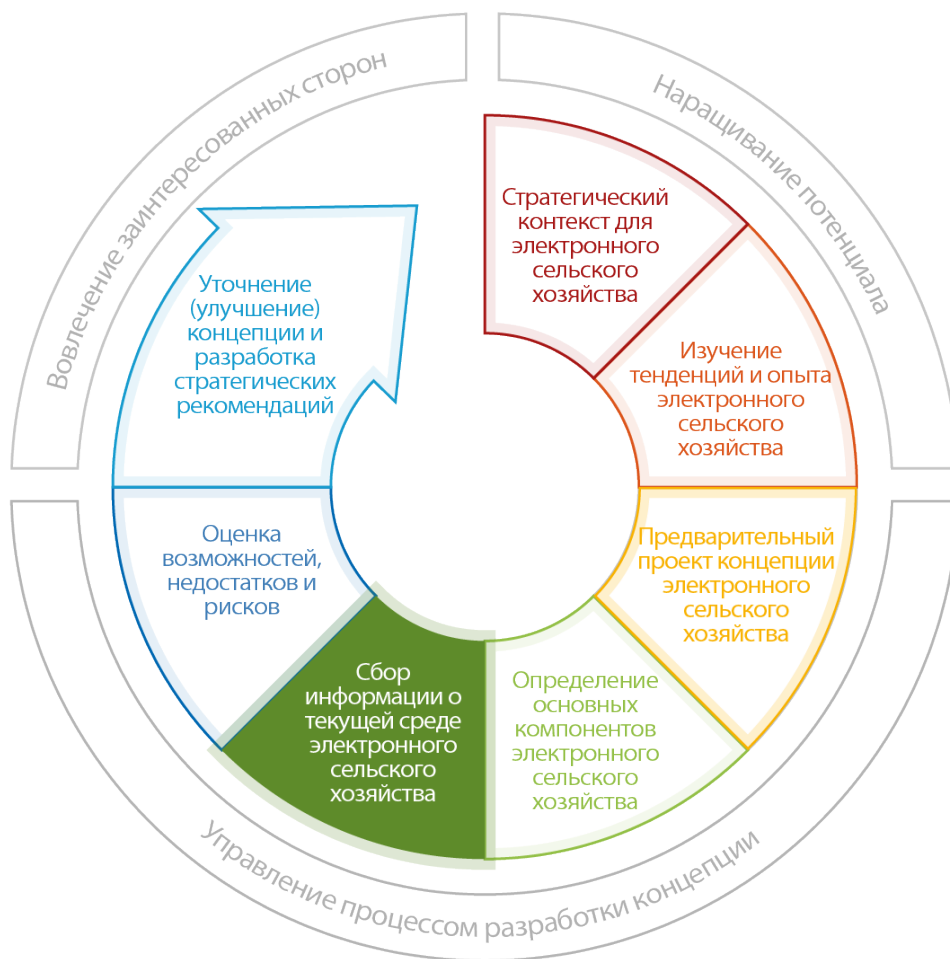 Вовлечение заинтересованных сторон
Наращивание потенциала
Стратегический
контекст для
электронного
сельского
хозяйства
Изучение
тенденций и опыта
электронного
сельского
хозяйства
Предварительный
проект концепции
электронного
сельского
хозяйства
Определение
основных
компонентов
электронного
сельского
хозяйства
Сбор
информации о
текущей среде
электронного
сельского
хозяйства
Оценка
возможностей,
недостатков и
рисков
Уточнение
(улучшение)
концепции и
разработка
стратегических
рекомендаций
Управление процессом разработки концепции